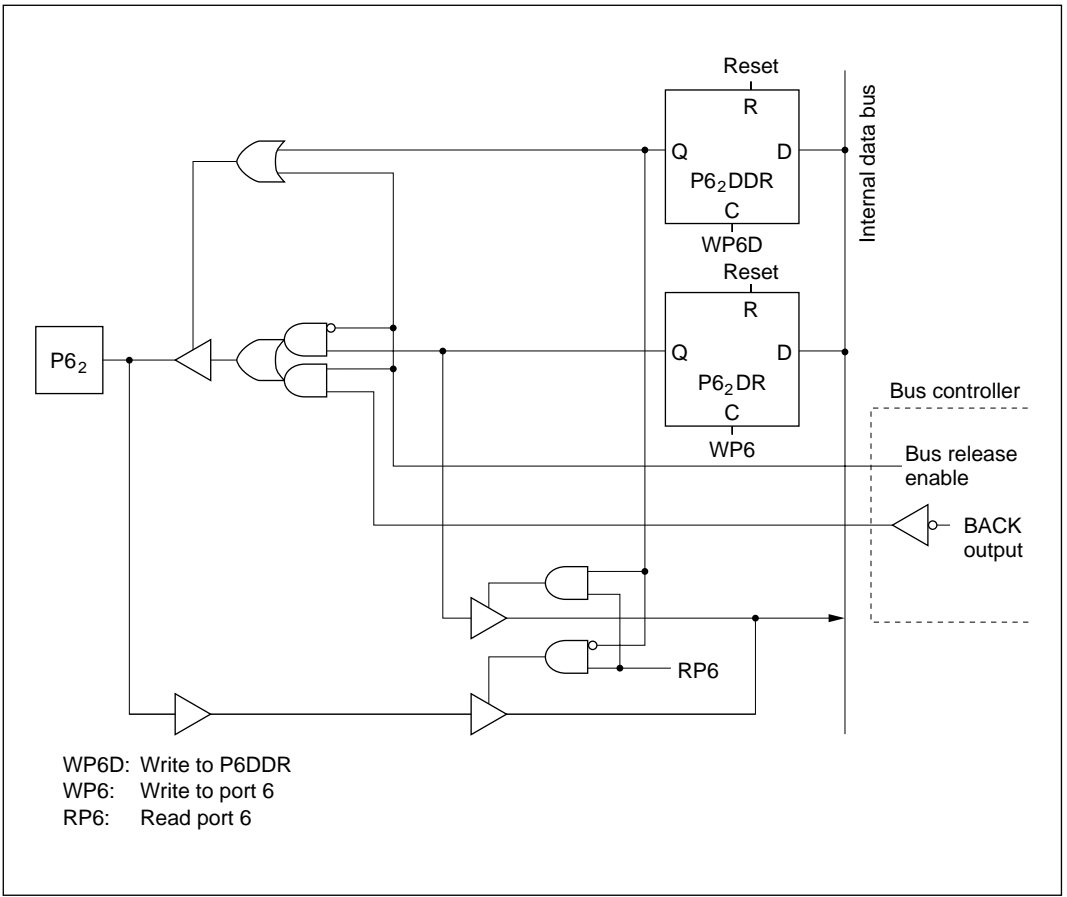 Reset
R
Q D
P6₂DDR
C
WP6D
Internal data bus
Reset
R
P6₂
Q D
P6₂DR
C
WP6
Bus controller
Bus release
enable
BACK
output
RP6
WP6D: Write to P6DDR
WP6: Write to port 6
RP6: Read port 6